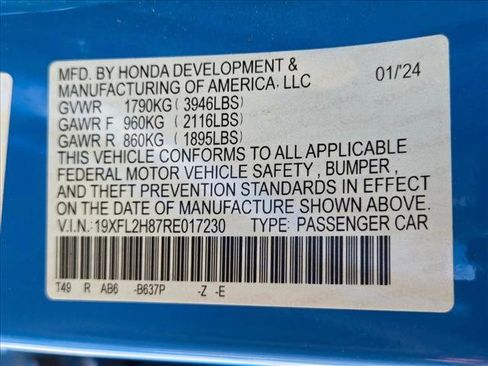 MFD. BY HONDA DEVELOPMENT &
MANUFACTURING OF AMERICA, LLC 01/'24
GVWR 1790KG (3946LBS)
GAWR F 960KG (2116LBS)
GAWR R 860KG (1895LBS)
THIS VEHICLE CONFORMS TO ALL APPLICABLE
FEDERAL MOTOR VEHICLE SAFETY, BUMPER,
AND THEFT PREVENTION STANDARDS IN EFFECT
ON THE DATE OF MANUFACTURE SHOWN ABOVE.
V.I.N.: 19XFL2H87RE017230 TYPE: PASSENGER CAR
T49 R AB6 -B637P -Z -E